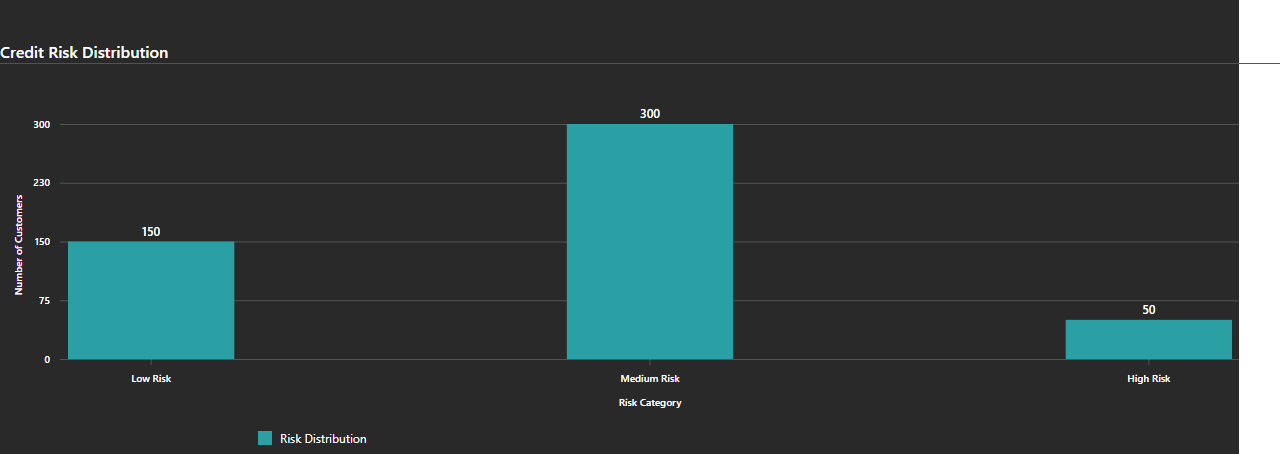 Credit Risk Distribution
300
300
230
150
150
75
50
0
Number of Customers
Low Risk
Medium Risk
High Risk
Risk Category
Risk Distribution